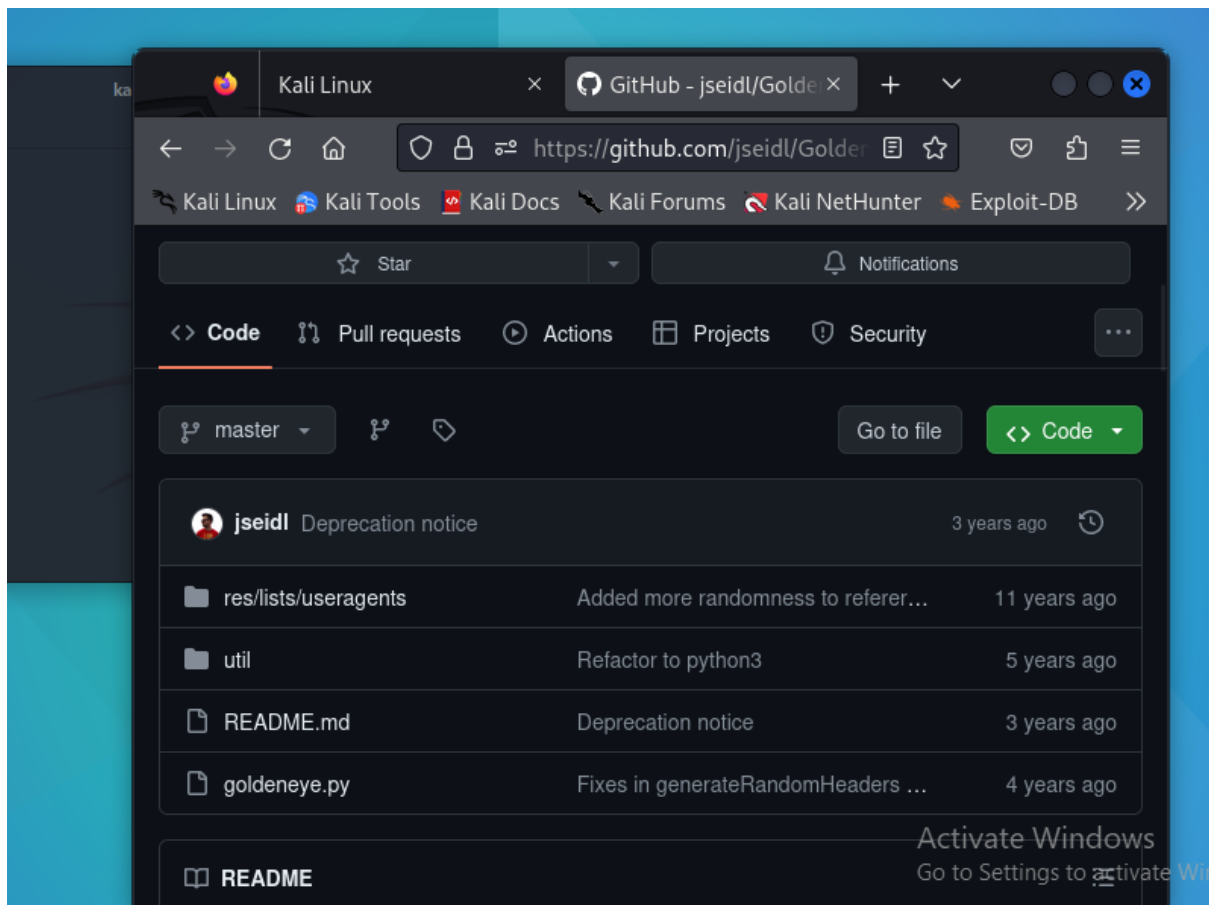 ka
Kali Linux
GitHub - jseidl/Golde
https://github.com/jseidl/Golder
Kali Linux Kali Tools Kali Docs Kali Forums Kali NetHunter Exploit-DB
Star Notifications
Code Pull requests Actions Projects Security
master Go to file Code
jseidl Deprecation notice 3 years ago
res/lists/useragents Added more randomness to referer... 11 years ago
util Refactor to python3 5 years ago
README.md Deprecation notice 3 years ago
goldeneye.py Fixes in generateRandomHeaders ... 4 years ago
Activate Windows
README
Go to Settings to activate Wi